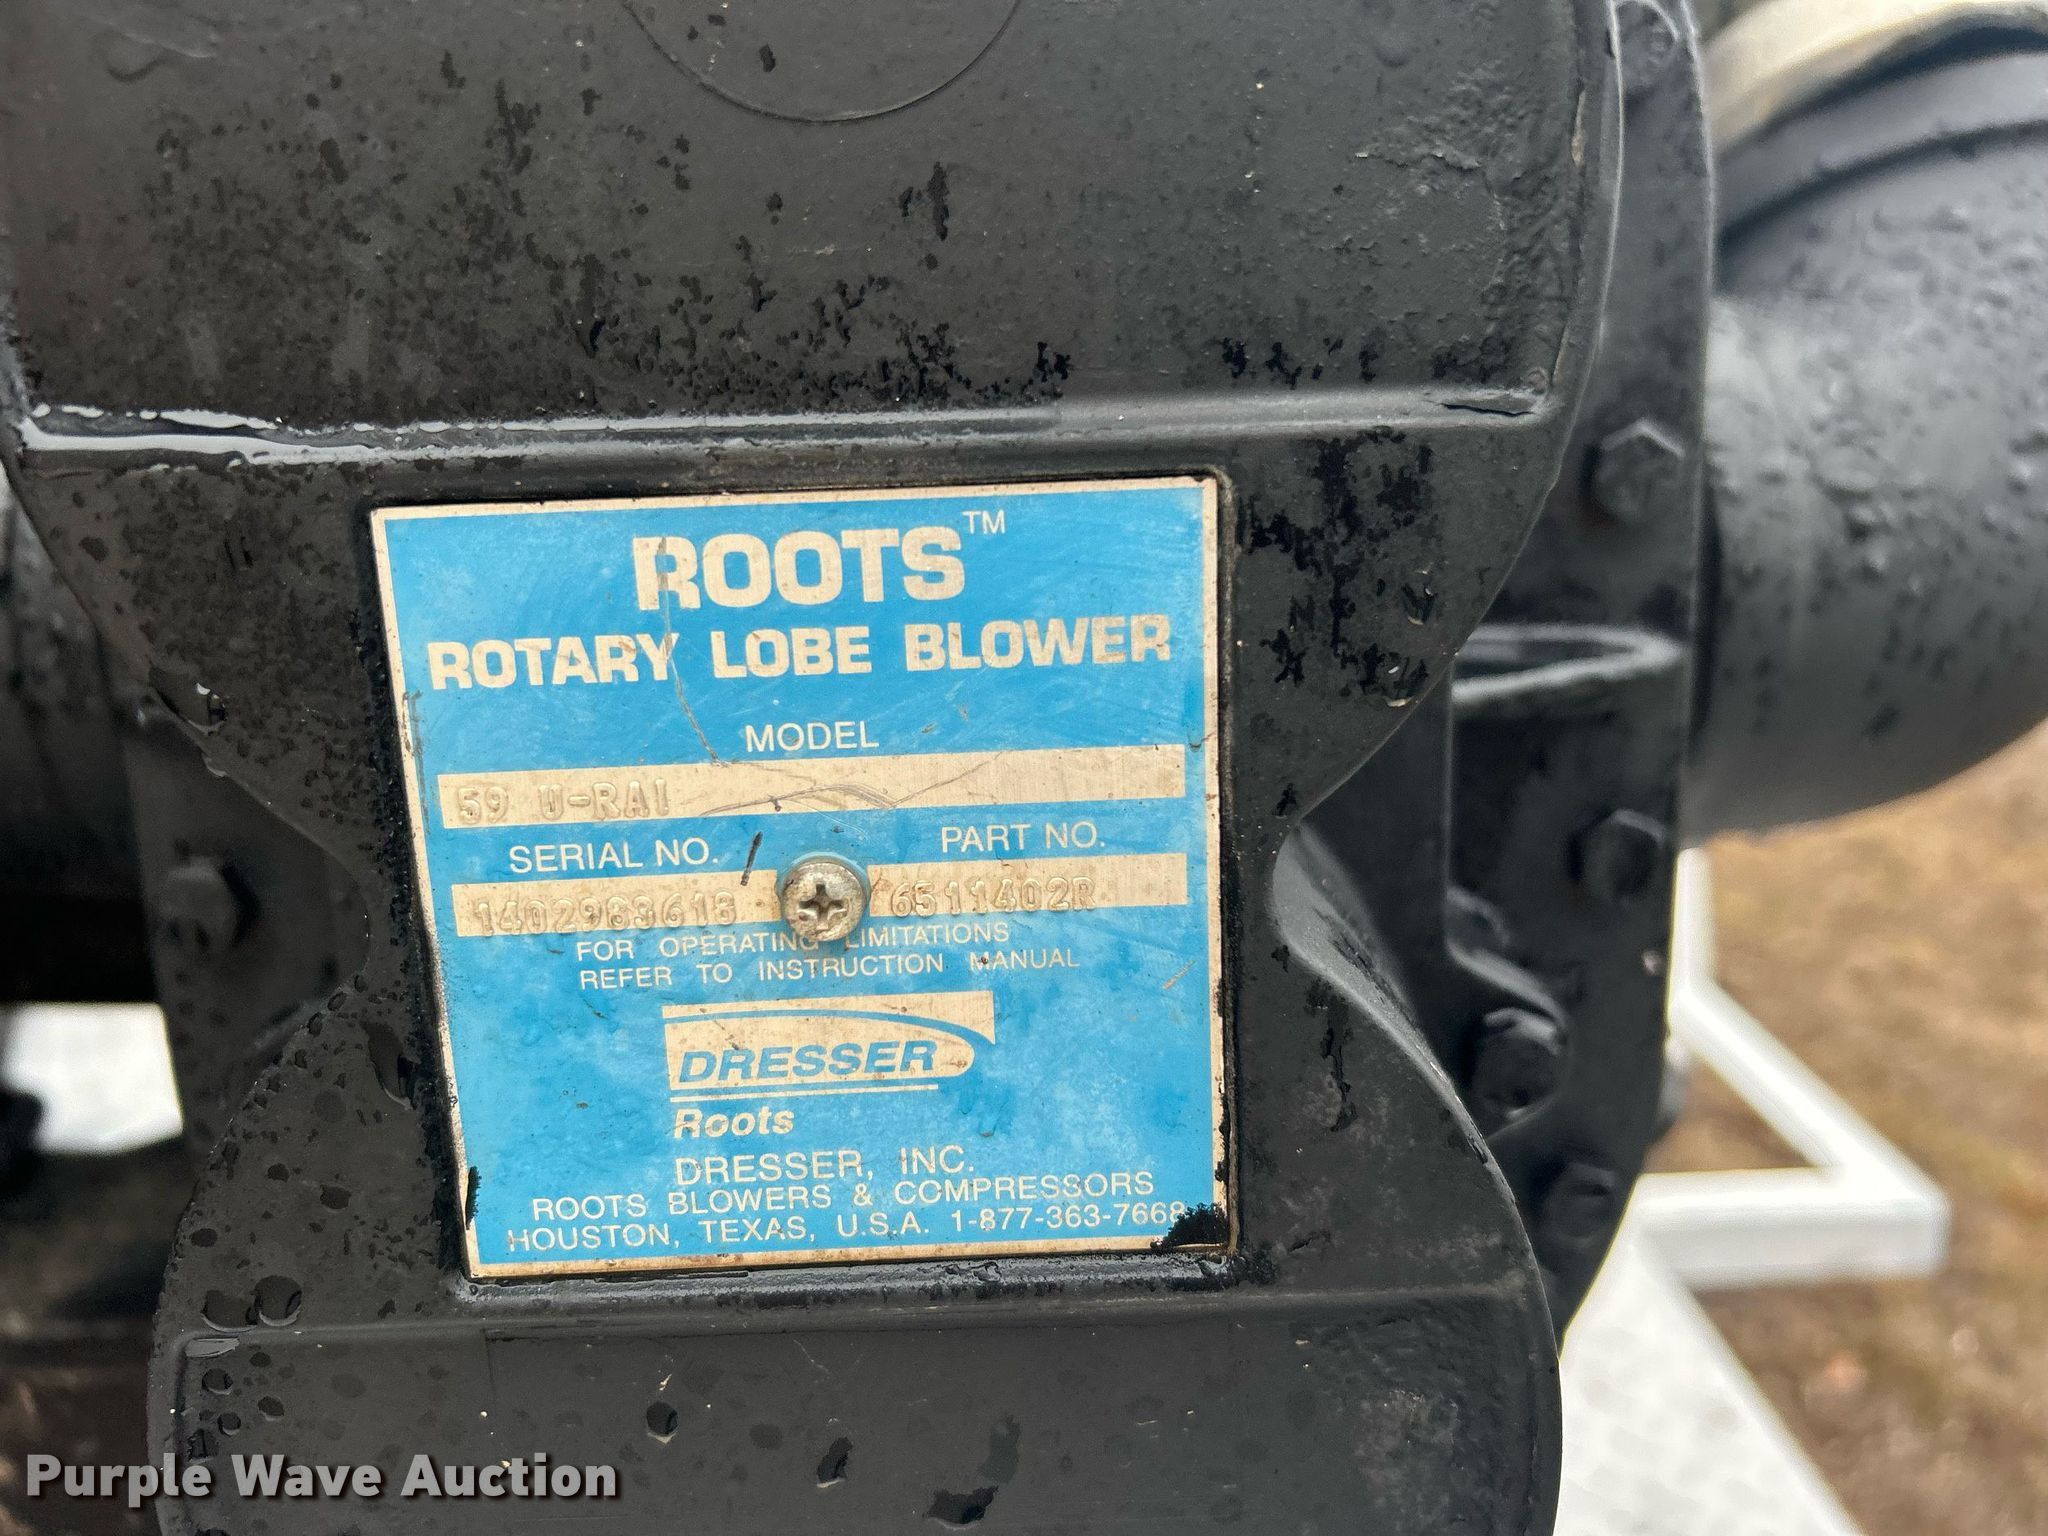 ROOTS™
ROTARY LOBE BLOWER
MODEL
59 U-RAI
SERIAL NO. PART NO.
1402983618 6511402R
FOR OPERATING LIMITATIONS
REFER TO INSTRUCTION MANUAL
DRESSER
Roots
DRESSER, INC.
ROOTS BLOWERS & COMPRESSORS
HOUSTON, TEXAS, U.S.A. 1-877-363-7668
Purple Wave Auction